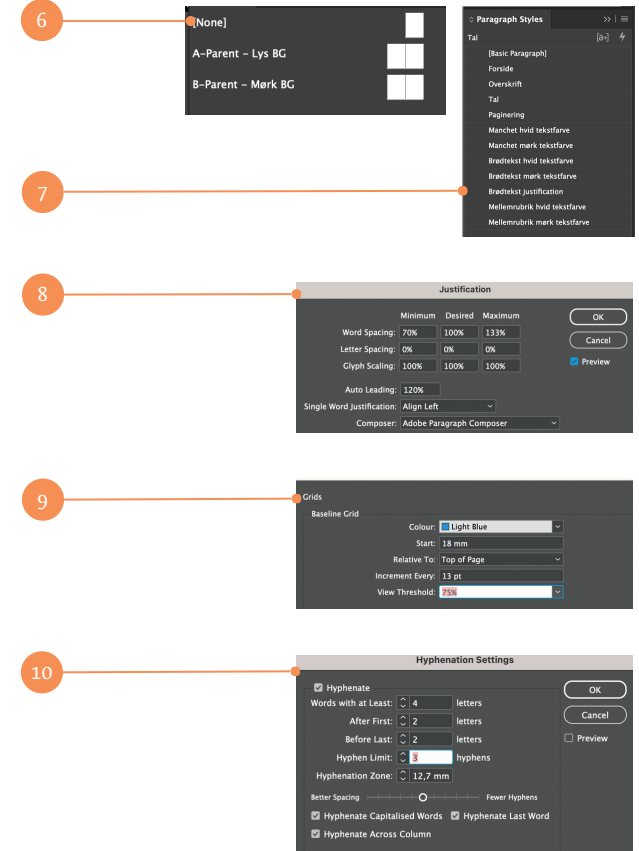 6
[None]
A-Parent - Lys BG
B-Parent - Mørk BG
Paragraph Styles
Tal
[Basic Paragraph]
Forside
Overskrift
Tal
Paginering
Manchet hvid tekstfarve
Manchet mørk tekstfarve
Brødtekst hvid tekstfarve
Brødtekst mørk tekstfarve
Brødtekst justification
Mellemrubrik hvid tekstfarve
Mellemrubrik mørk tekstfarve
7
8
Justification
Minimum Desired Maximum
Word Spacing: 70% 100% 133%
Letter Spacing: 0% 0% 0%
Glyph Scaling: 100% 100% 100%
Auto Leading: 120%
Single Word Justification: Align Left
Composer: Adobe Paragraph Composer
OK
Cancel
Preview
9
Grids
Baseline Grid
Colour: Light Blue
Start: 18 mm
Relative To: Top of Page
Increment Every: 13 pt
View Threshold: 75%
10
Hyphenation Settings
Hyphenate
Words with at Least: 4 letters
After First: 2 letters
Before Last: 2 letters
Hyphen Limit: 3 hyphens
Hyphenation Zone: 12,7 mm
Better Spacing Fewer Hyphens
Hyphenate Capitalised Words Hyphenate Last Word
Hyphenate Across Column
OK
Cancel
Preview